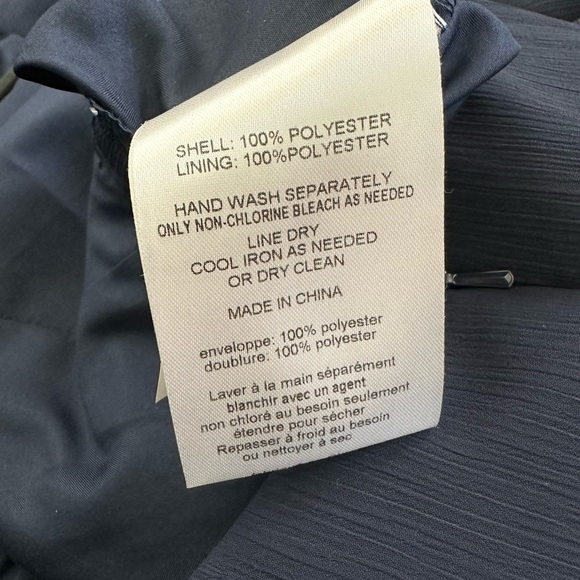 SHELL: 100% POLYESTER
LINING: 100%POLYESTER
HAND WASH SEPARATELY
ONLY NON-CHLORINE BLEACH AS NEEDED
LINE DRY
COOL IRON AS NEEDED
OR DRY CLEAN
MADE IN CHINA
enveloppe: 100% polyester
doublure: 100% polyester
Laver à la main séparément
blanchir avec un agent
non chloré au besoin seulement
étendre pour sécher
Repasser à froid au besoin
ou nettoyer à sec